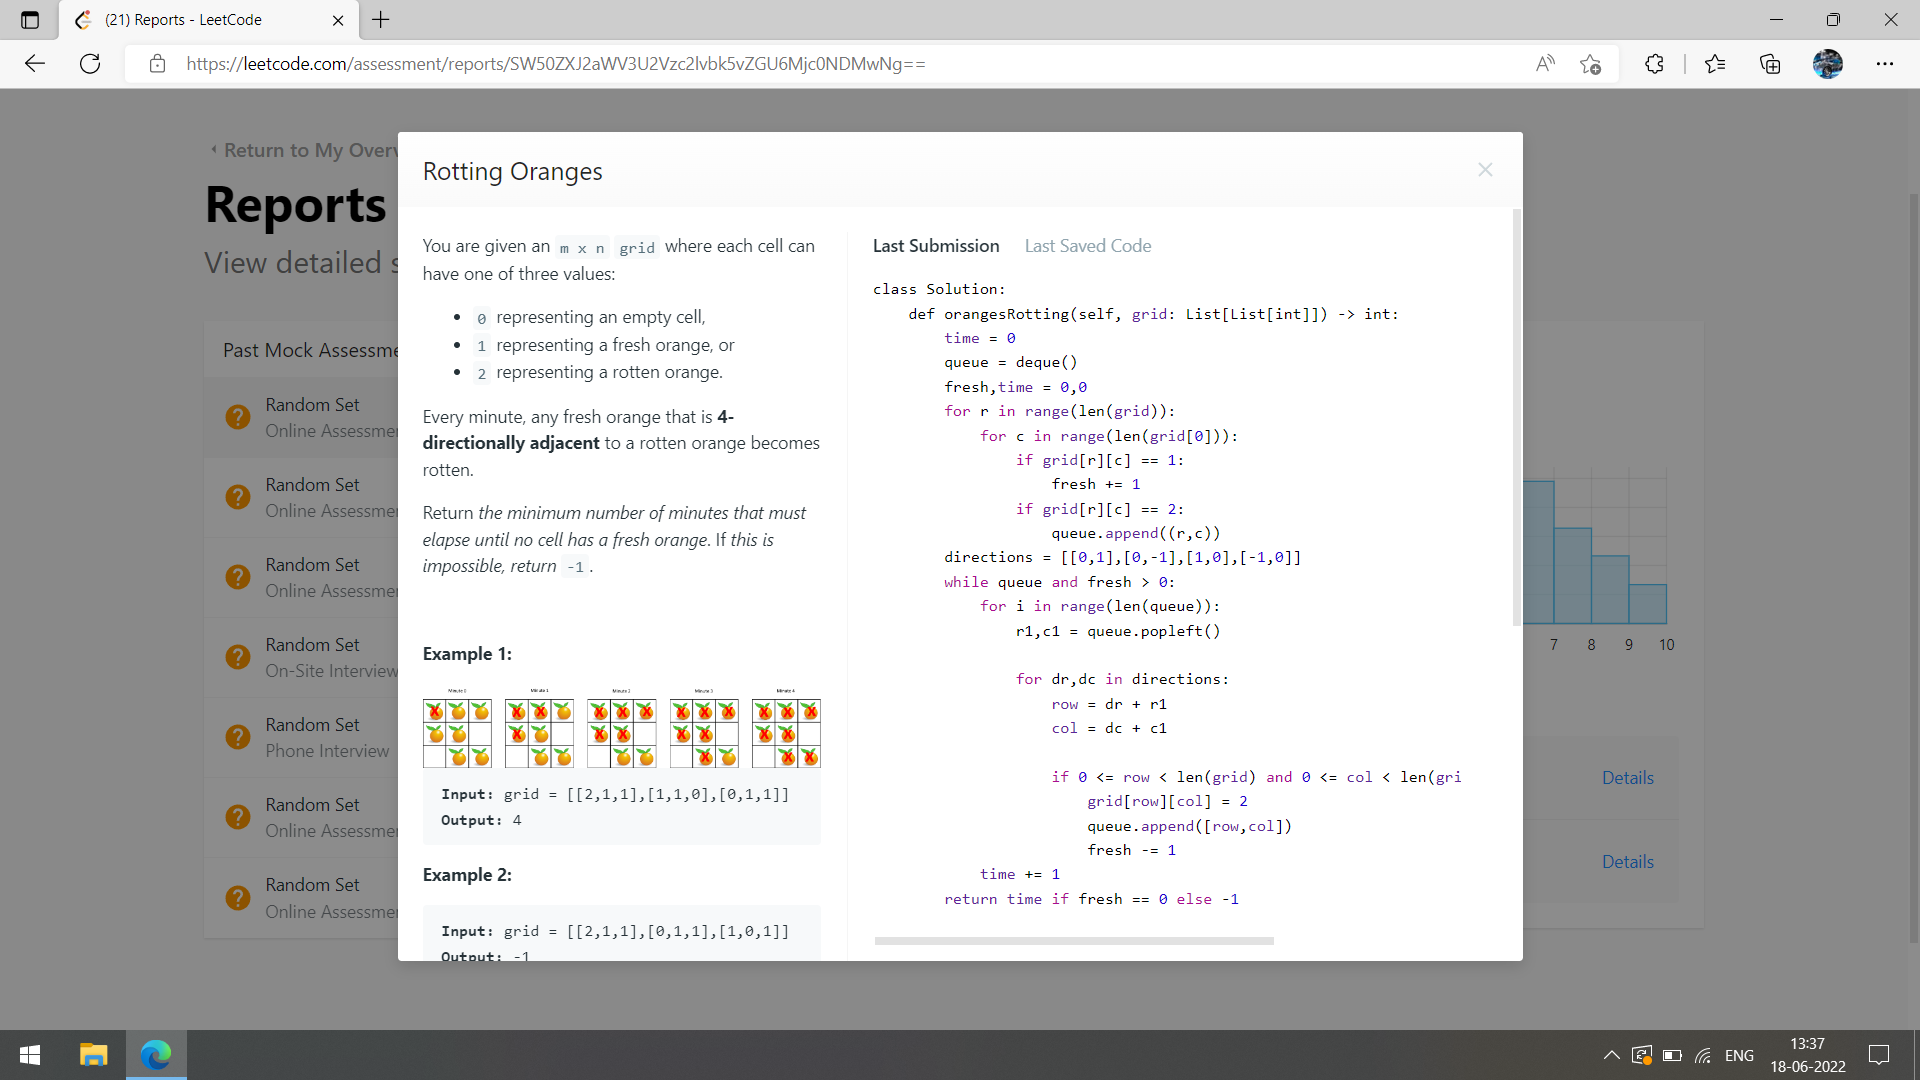 (21) Reports - LeetCode
https://leetcode.com/assessment/reports/SW50ZXJ2aWV3U2Vzc2lvbk5vZGU6Mjc0NDMwNg==
Return to My Overv
Reports
View detailed s
Past Mock Assessme
Random Set
Online Assessmer
Random Set
Online Assessmer
Random Set
Online Assessmer
Random Set
On-Site Interview
Random Set
Phone Interview
Random Set
Online Assessmer
Random Set
Online Assessmer
Rotting Oranges
You are given an m x n grid where each cell can
have one of three values:
• 0 representing an empty cell,
• 1 representing a fresh orange, or
• 2 representing a rotten orange.
Every minute, any fresh orange that is 4-
directionally adjacent to a rotten orange becomes
rotten.
Return the minimum number of minutes that must
elapse until no cell has a fresh orange. If this is
impossible, return -1 .
Example 1:
Minute 0 Minute 1 Minute 2 Minute 3 Minute 4
Input: grid = [[2,1,1],[1,1,0],[0,1,1]]
Output: 4
Example 2:
Input: grid = [[2,1,1],[0,1,1],[1,0,1]]
Output: -1
Last Submission Last Saved Code
class Solution:
    def orangesRotting(self, grid: List[List[int]]) -> int:
        time = 0
        queue = deque()
        fresh,time = 0,0
        for r in range(len(grid)):
            for c in range(len(grid[0])):
                if grid[r][c] == 1:
                    fresh += 1
                if grid[r][c] == 2:
                    queue.append((r,c))
        directions = [[0,1],[0,-1],[1,0],[-1,0]]
        while queue and fresh > 0:
            for i in range(len(queue)):
                r1,c1 = queue.popleft()
                for dr,dc in directions:
                    row = dr + r1
                    col = dc + c1
                    if 0 <= row < len(grid) and 0 <= col < len(gri
                        grid[row][col] = 2
                        queue.append([row,col])
                        fresh -= 1
            time += 1
        return time if fresh == 0 else -1
7 8 9 10
Details
Details
ENG
13:37
18-06-2022